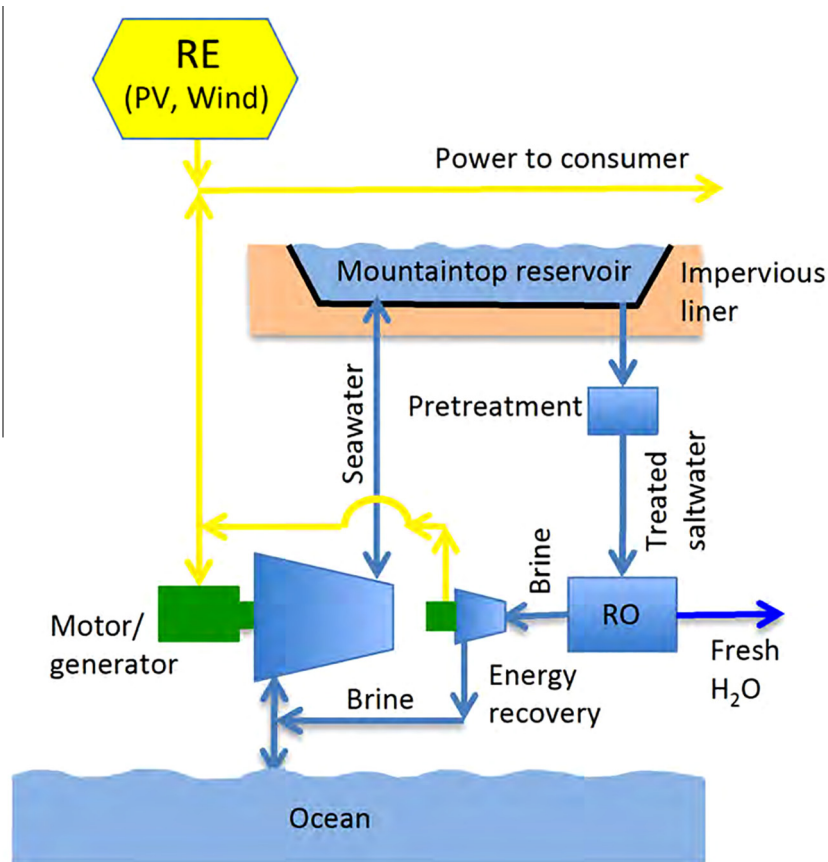 RE
(PV, Wind)
Power to consumer
Mountaintop reservoir
Impervious
liner
Seawater
Pretreatment
Treated
saltwater
Brine
Motor/
generator
RO
Fresh
H₂O
Energy
recovery
Brine
Ocean